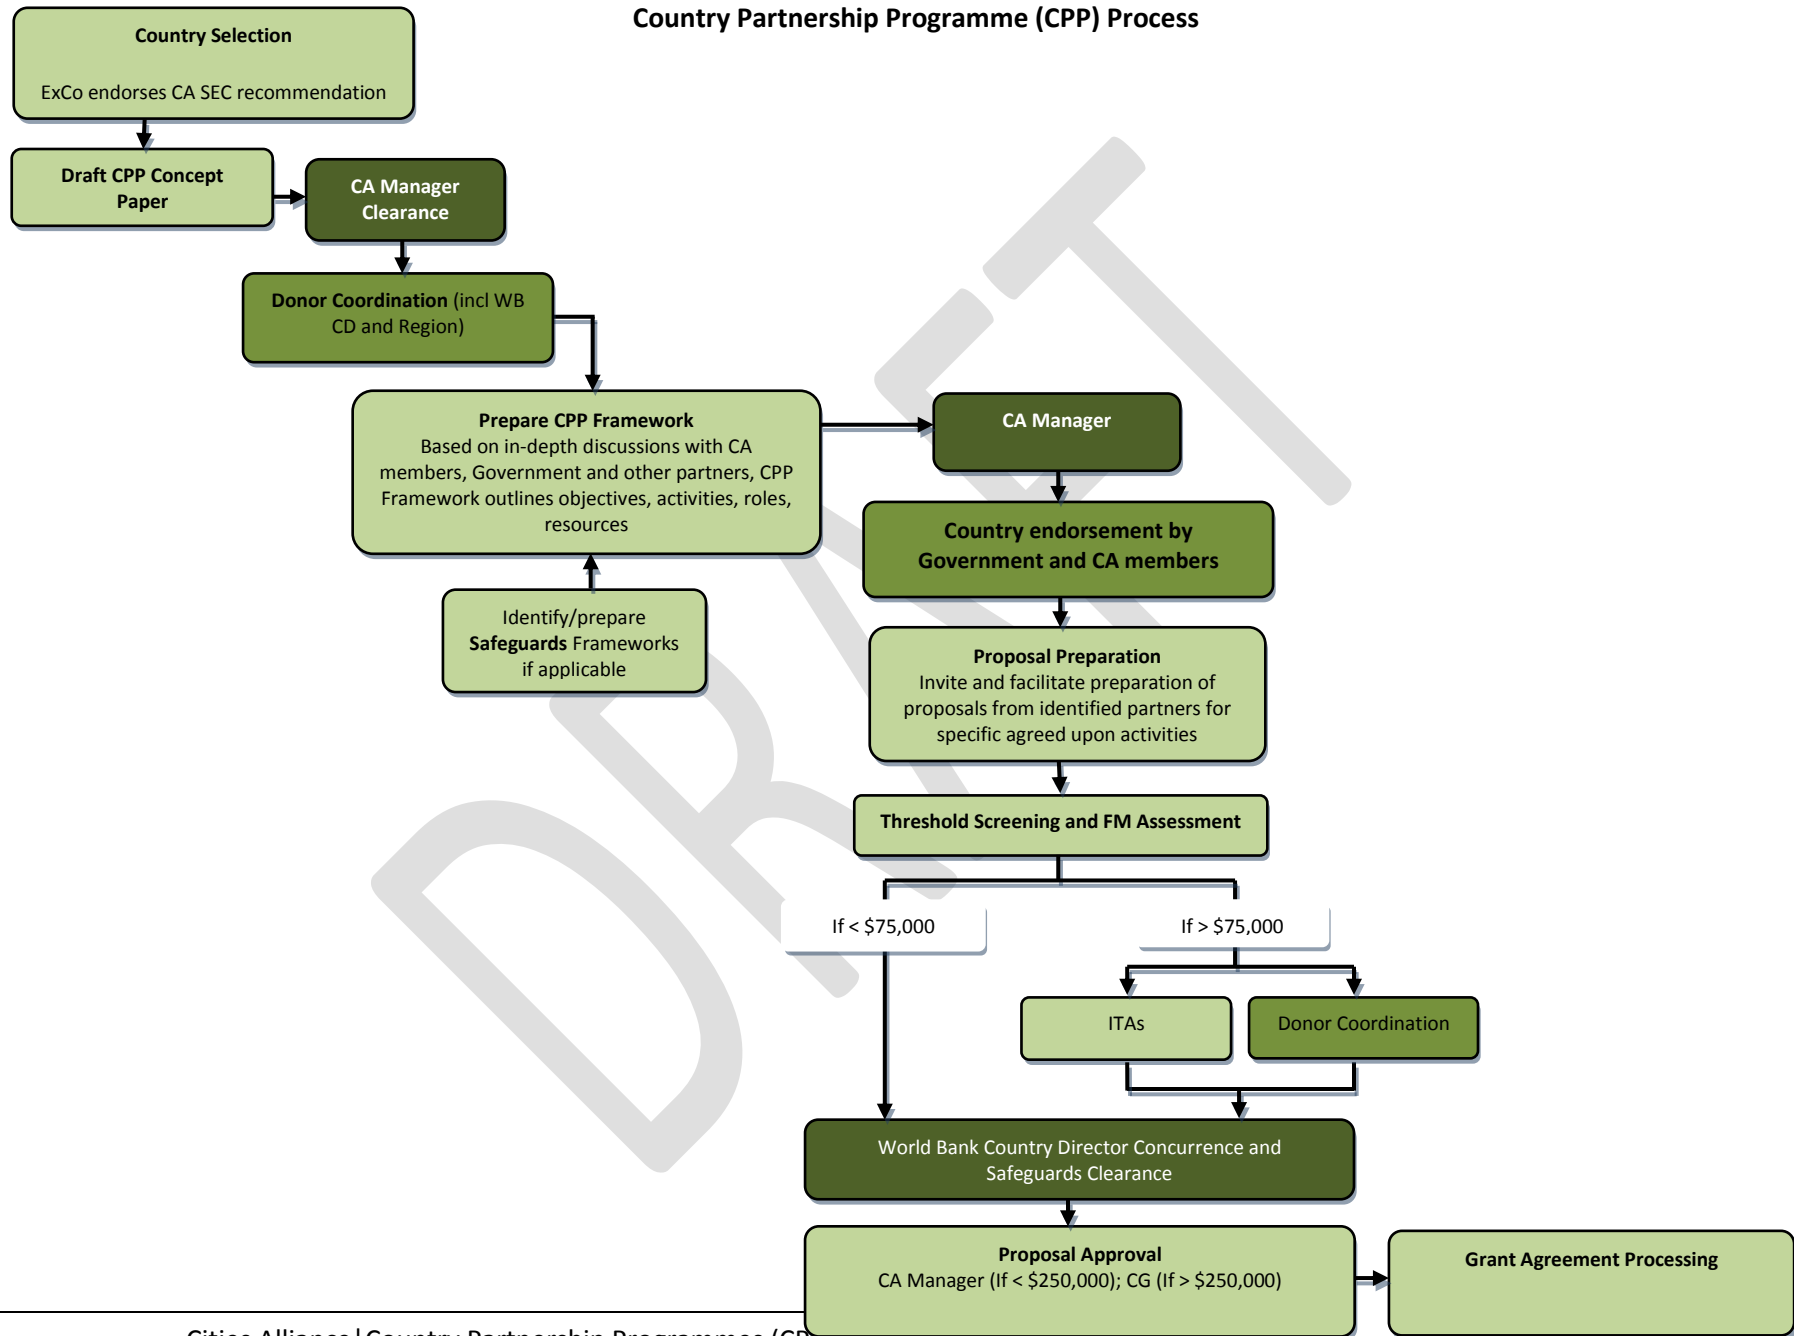 Country Partnership Programme (CPP) Process
Country Selection
ExCo endorses CA SEC recommendation
Draft CPP Concept
Paper
CA Manager
Clearance
Donor Coordination (incl WB
CD and Region)
Prepare CPP Framework
Based on in-depth discussions with CA
members, Government and other partners, CPP
Framework outlines objectives, activities, roles,
resources
CA Manager
Country endorsement by
Government and CA members
Identify/prepare
Safeguards Frameworks
if applicable
Proposal Preparation
Invite and facilitate preparation of
proposals from identified partners for
specific agreed upon activities
Threshold Screening and FM Assessment
If < $75,000
If > $75,000
ITAs
Donor Coordination
World Bank Country Director Concurrence and
Safeguards Clearance
Proposal Approval
CA Manager (If < $250,000); CG (If > $250,000)
Grant Agreement Processing
Cities Alliance|Country Partnership Programmes (CP
DRAFT